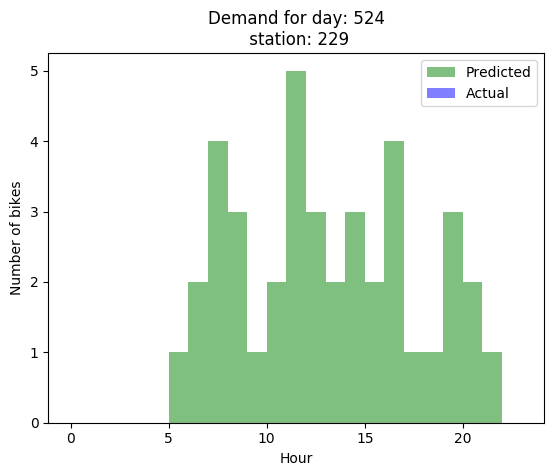 Demand for day: 524
station: 229
Predicted
Actual
Number of bikes
5
4
3
2
1
0
0
5
10
15
20
Hour